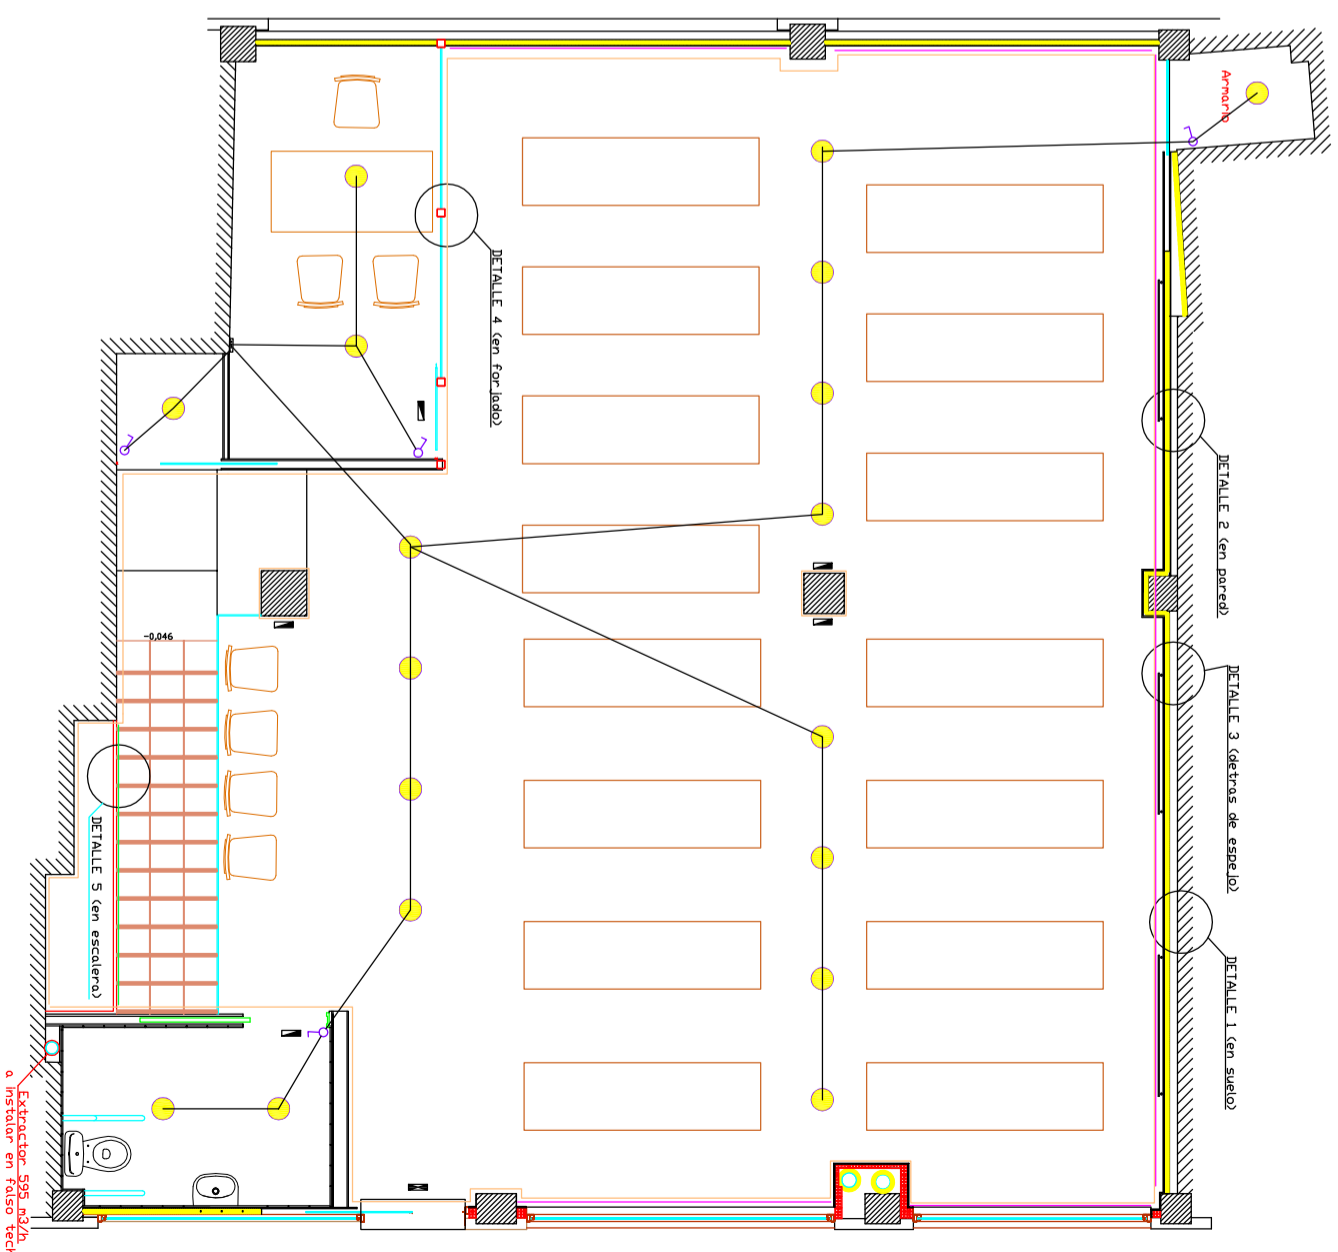 Armario
DETALLE 4 (en forjado)
DETALLE 2 (en pared)
-0,046
DETALLE 3 (detras de espejo)
DETALLE 5 (en escalera)
DETALLE 1 (en suelo)
Extractor 595 m3/h
a instalar en falso